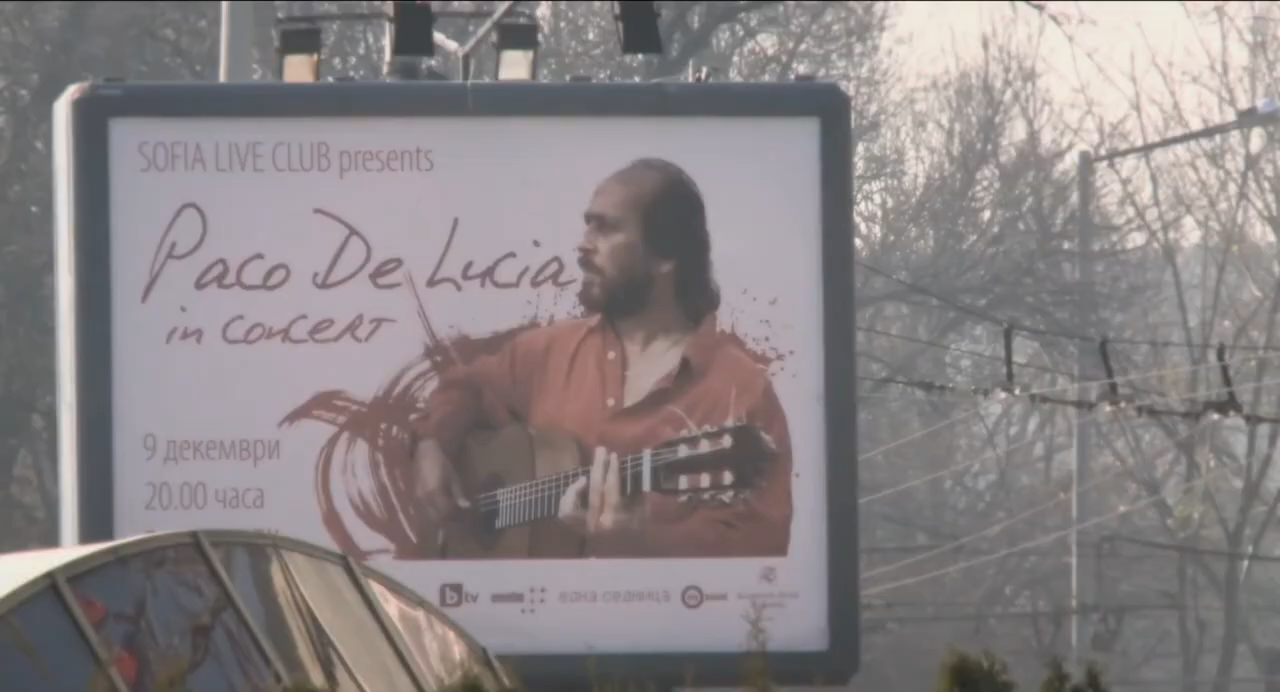 SOFIA LIVE CLUB presents
Paco De Lucia
in concert
9 декември
20.00 часа
btv
една седмица